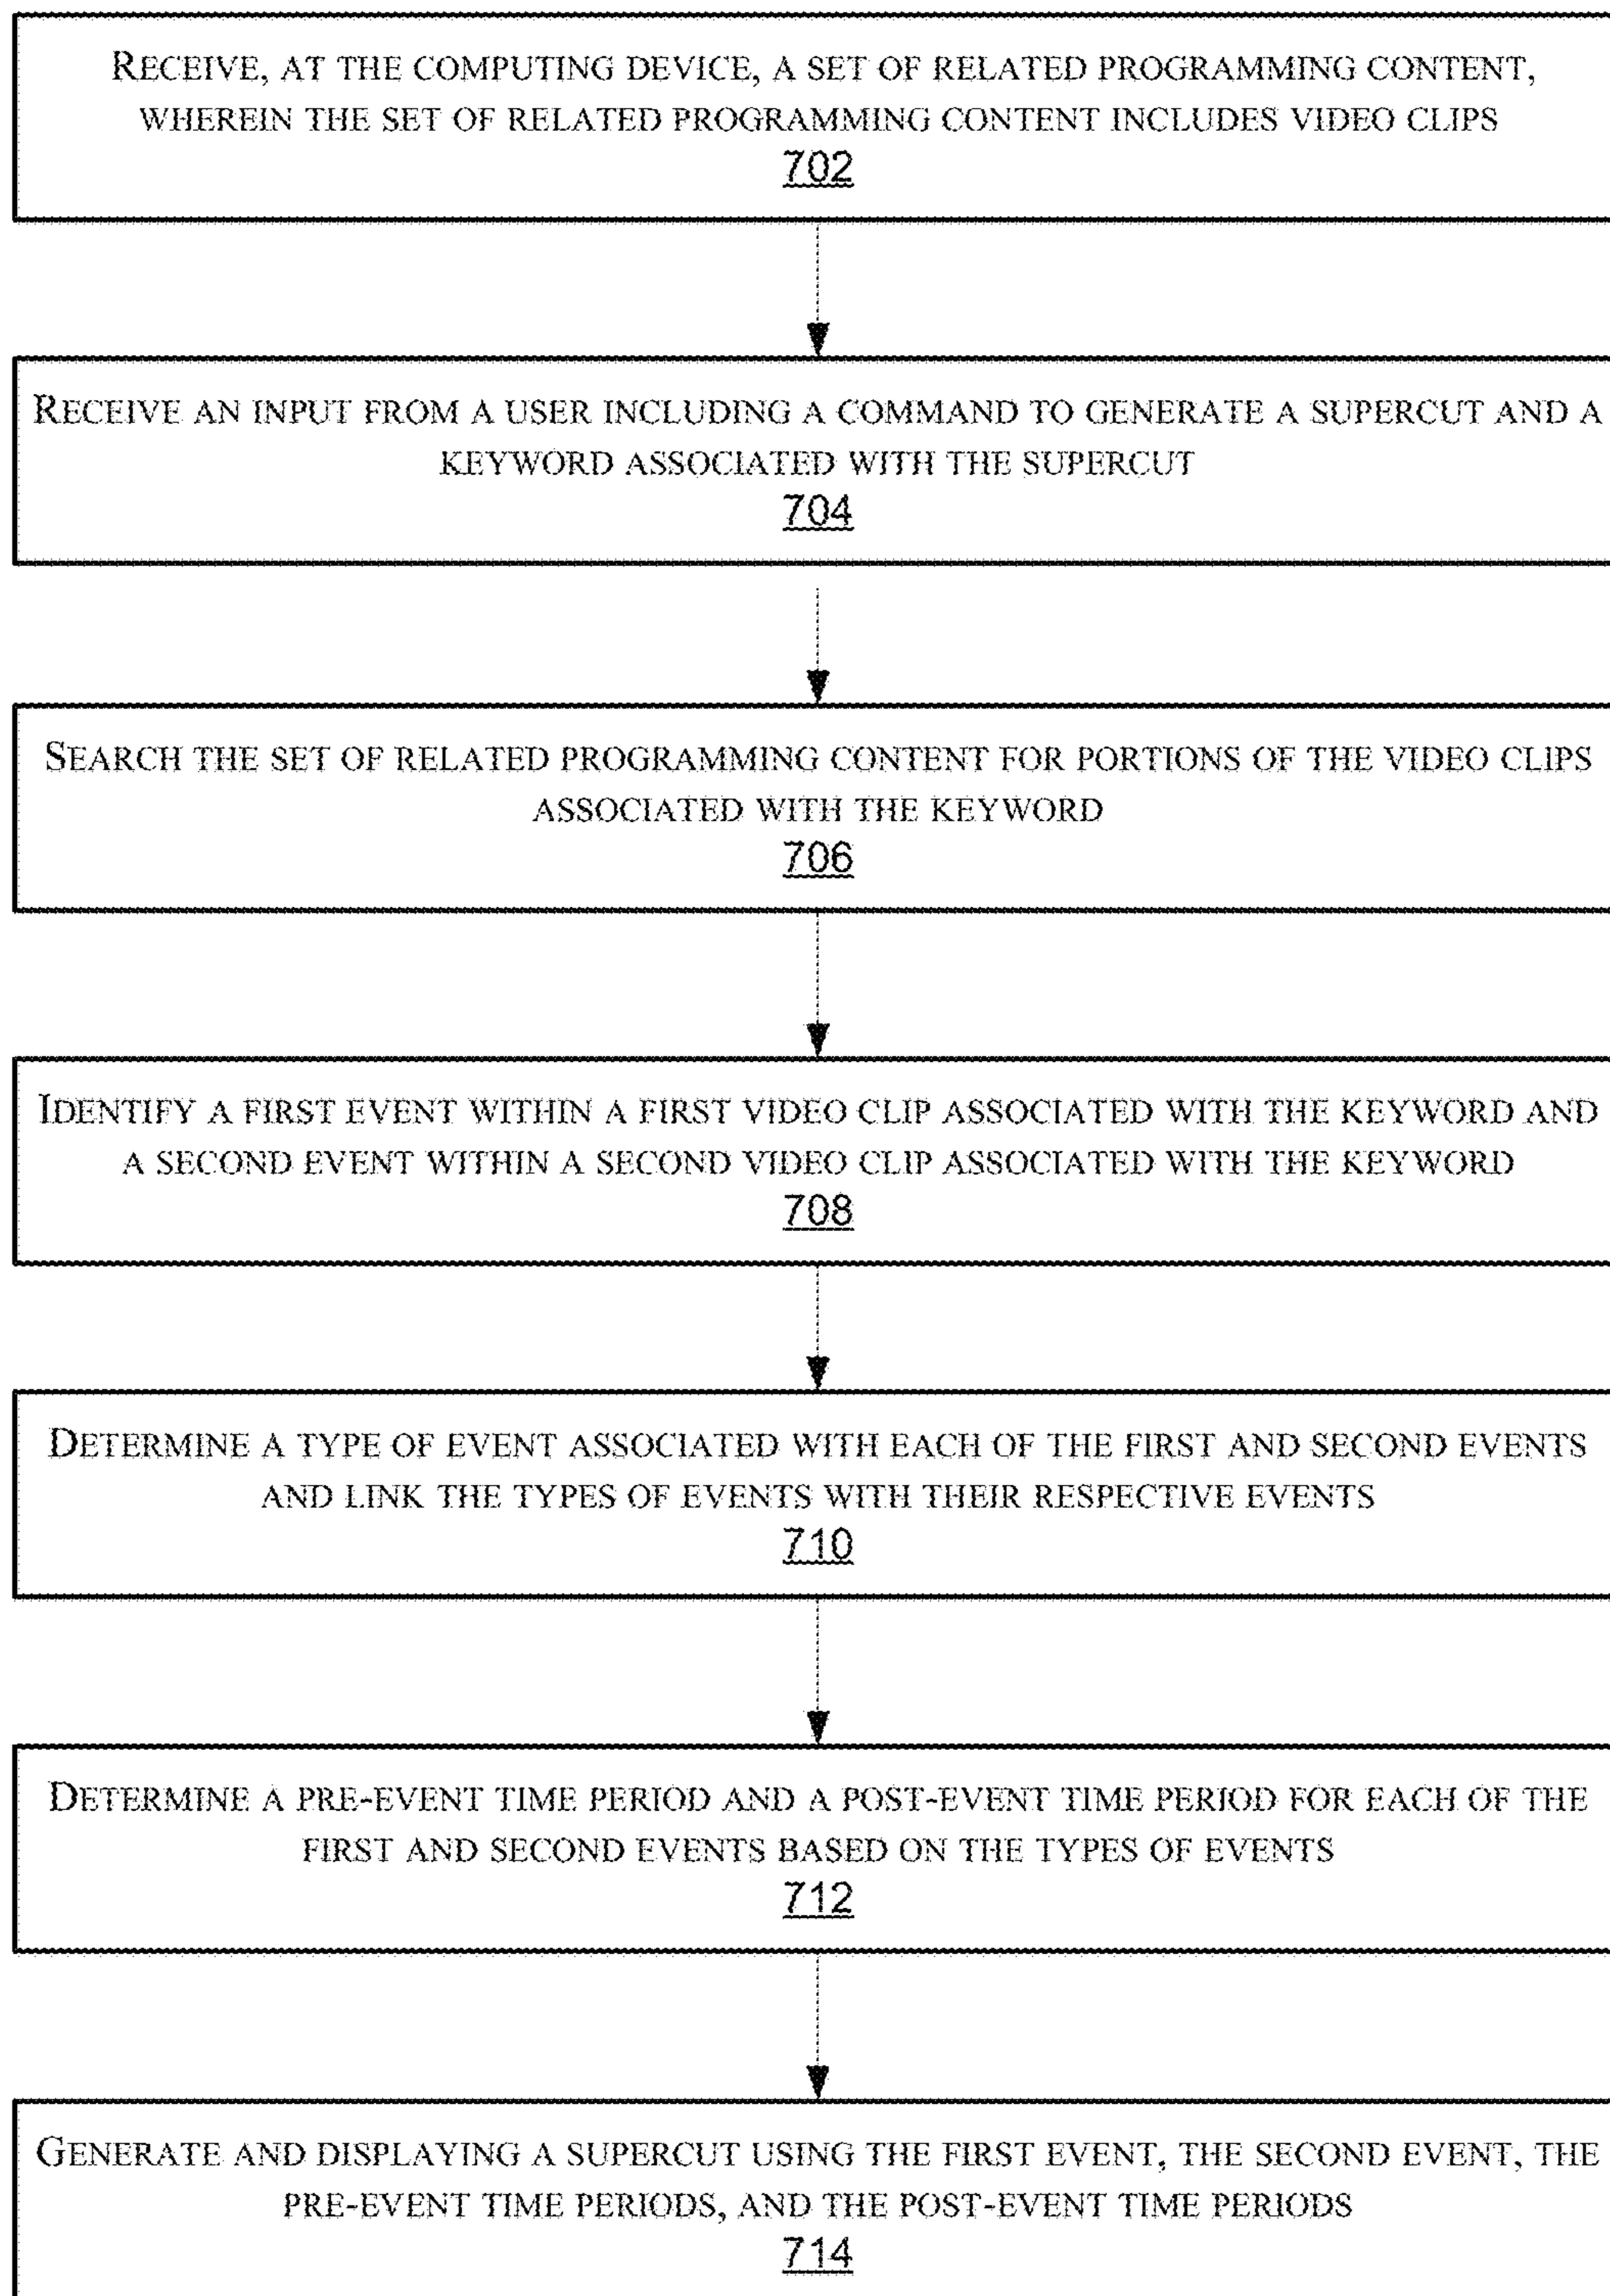 RECEIVE, AT THE COMPUTING DEVICE, A SET OF RELATED PROGRAMMING CONTENT,
WHEREIN THE SET OF RELATED PROGRAMMING CONTENT INCLUDES VIDEO CLIPS
702
RECEIVE AN INPUT FROM A USER INCLUDING A COMMAND TO GENERATE A SUPERCUT AND A
KEYWORD ASSOCIATED WITH THE SUPERCUT
704
SEARCH THE SET OF RELATED PROGRAMMING CONTENT FOR PORTIONS OF THE VIDEO CLIPS
ASSOCIATED WITH THE KEYWORD
706
IDENTIFY A FIRST EVENT WITHIN A FIRST VIDEO CLIP ASSOCIATED WITH THE KEYWORD AND
A SECOND EVENT WITHIN A SECOND VIDEO CLIP ASSOCIATED WITH THE KEYWORD
708
DETERMINE A TYPE OF EVENT ASSOCIATED WITH EACH OF THE FIRST AND SECOND EVENTS
AND LINK THE TYPES OF EVENTS WITH THEIR RESPECTIVE EVENTS
710
DETERMINE A PRE-EVENT TIME PERIOD AND A POST-EVENT TIME PERIOD FOR EACH OF THE
FIRST AND SECOND EVENTS BASED ON THE TYPES OF EVENTS
712
GENERATE AND DISPLAYING A SUPERCUT USING THE FIRST EVENT, THE SECOND EVENT, THE
PRE-EVENT TIME PERIODS, AND THE POST-EVENT TIME PERIODS
714